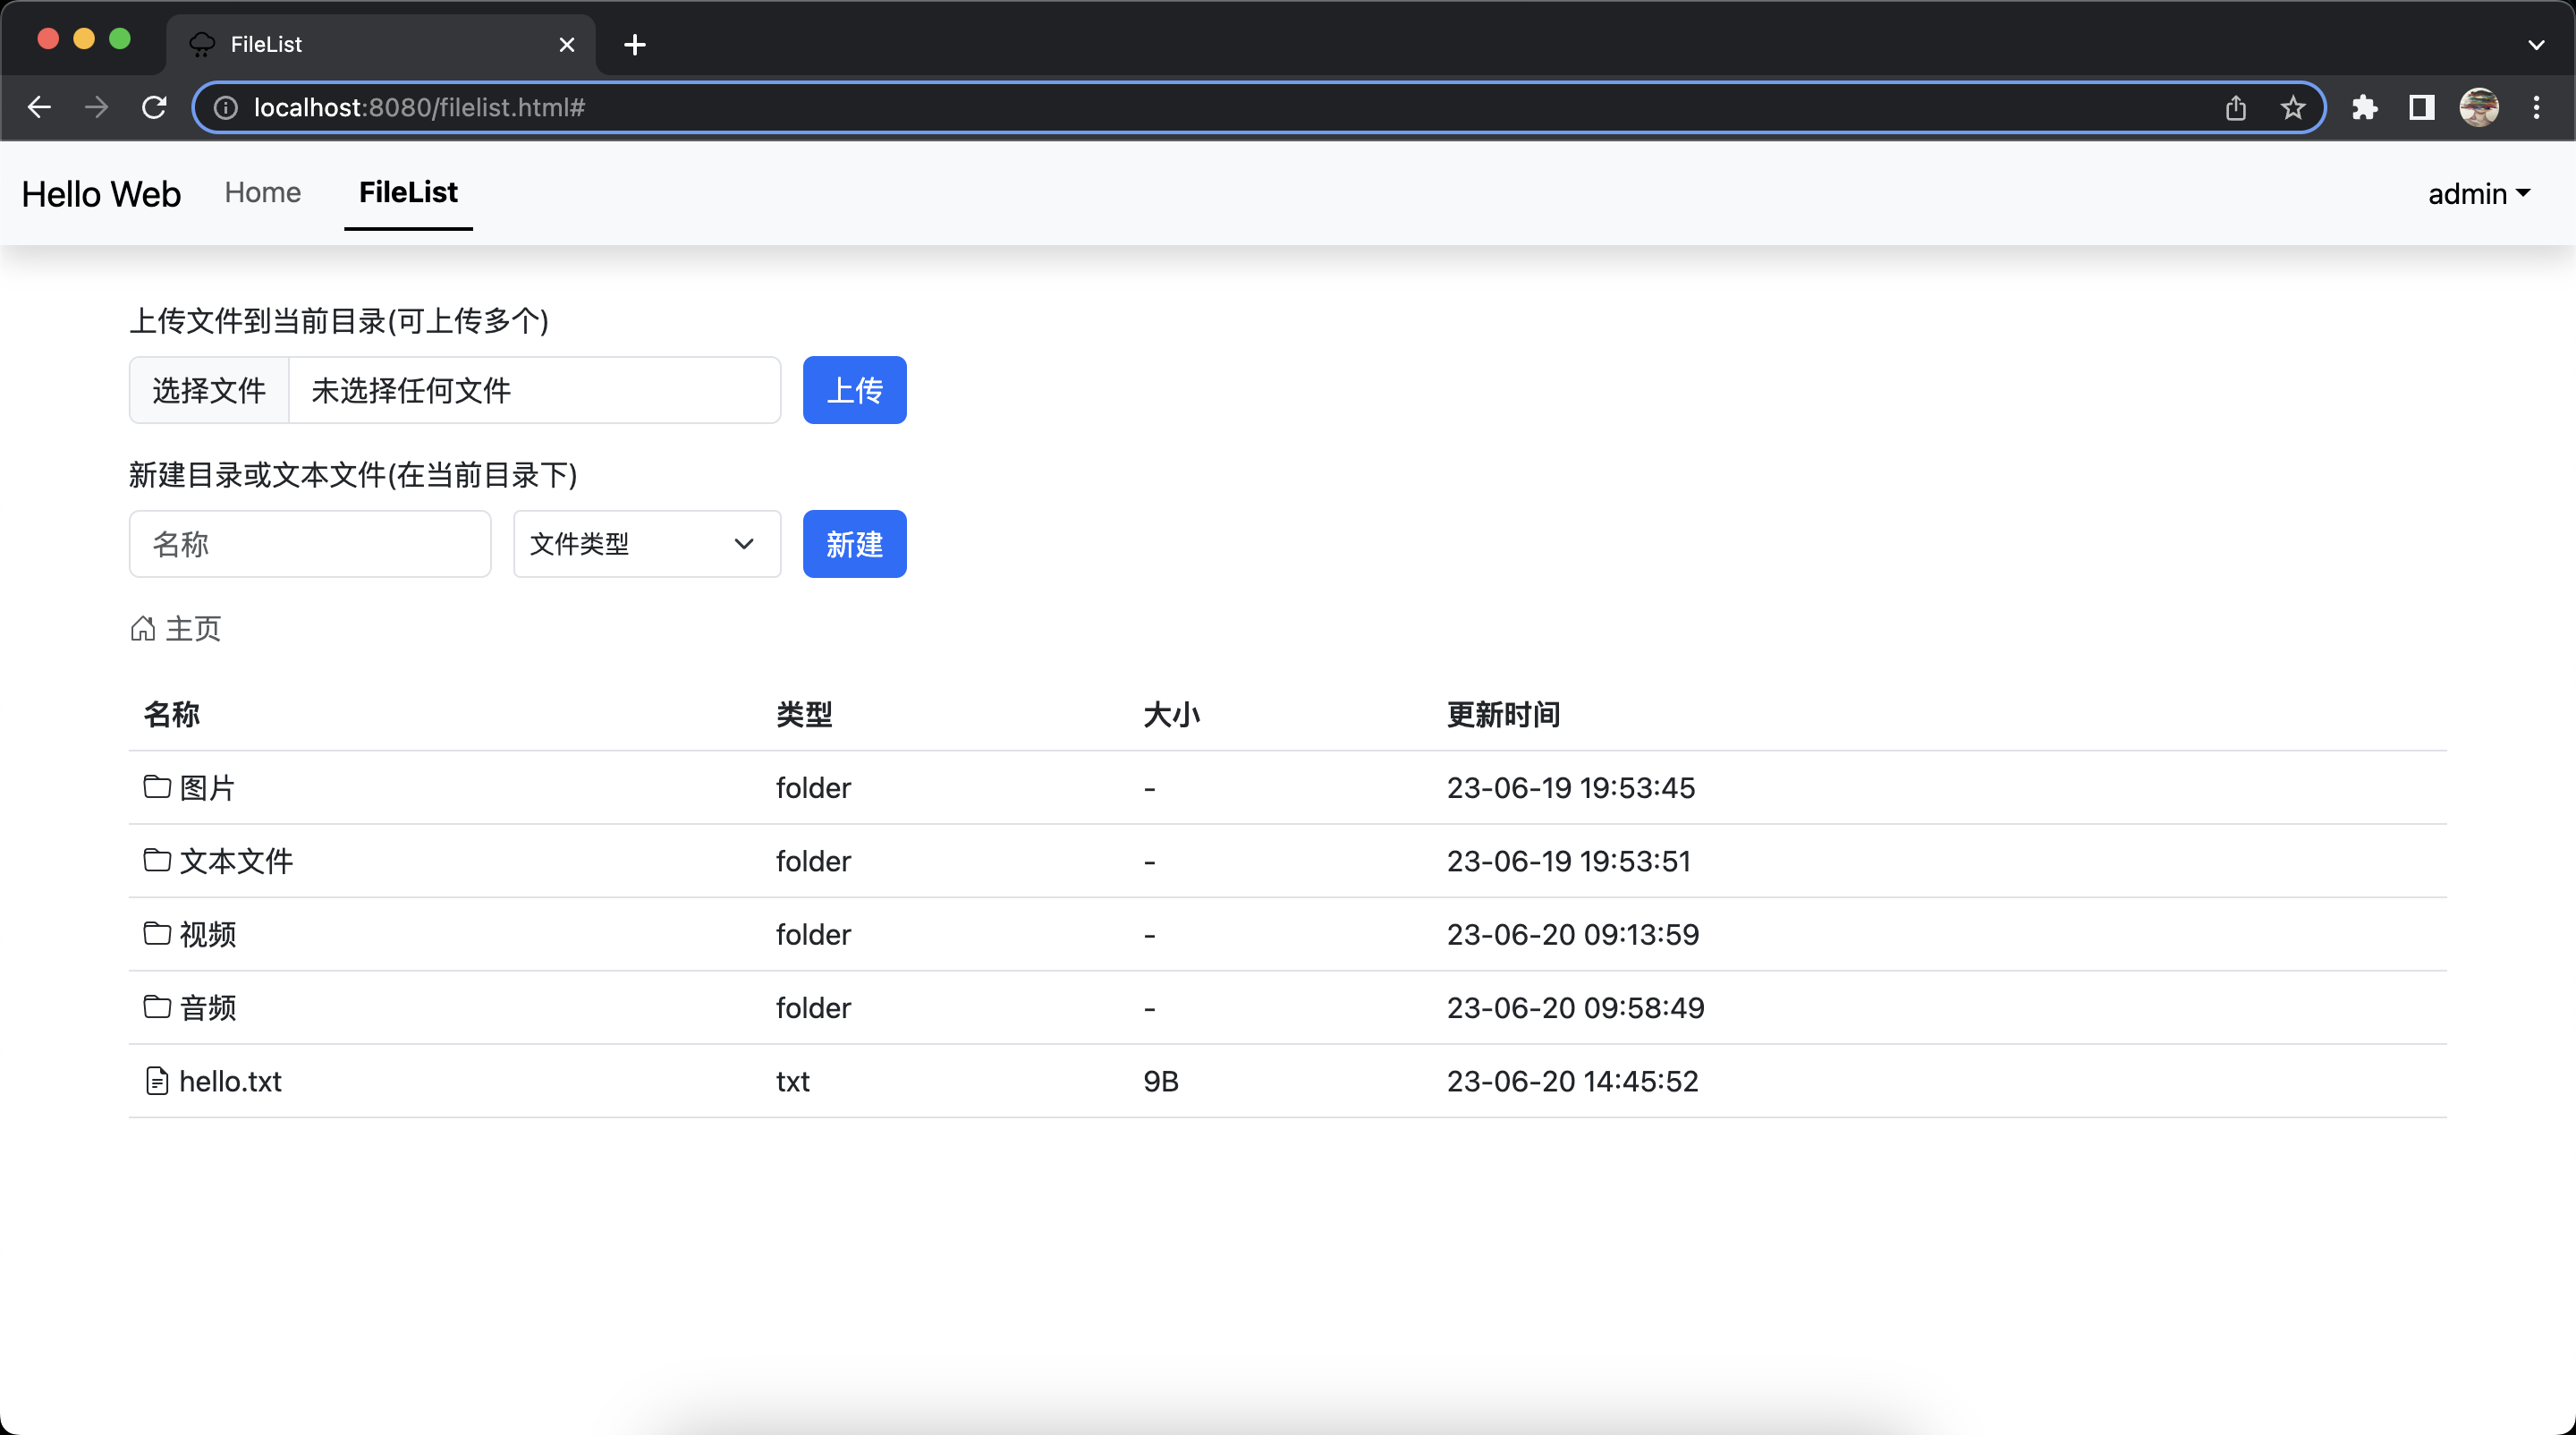 FileList
localhost:8080/filelist.html#
Hello Web Home FileList admin
上传文件到当前目录(可上传多个)
选择文件 未选择任何文件 上传
新建目录或文本文件(在当前目录下)
名称 文件类型 新建
主页
名称 类型 大小 更新时间
图片 folder - 23-06-19 19:53:45
文本文件 folder - 23-06-19 19:53:51
视频 folder - 23-06-20 09:13:59
音频 folder - 23-06-20 09:58:49
hello.txt txt 9B 23-06-20 14:45:52